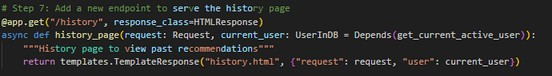 # Step 7: Add a new endpoint to serve the history page
@app.get("/history", response_class=HTMLResponse)
async def history_page(request: Request, current_user: UserInDB = Depends(get_current_active_user)):
    """History page to view past recommendations"""
    return templates.TemplateResponse("history.html", {"request": request, "user": current_user})